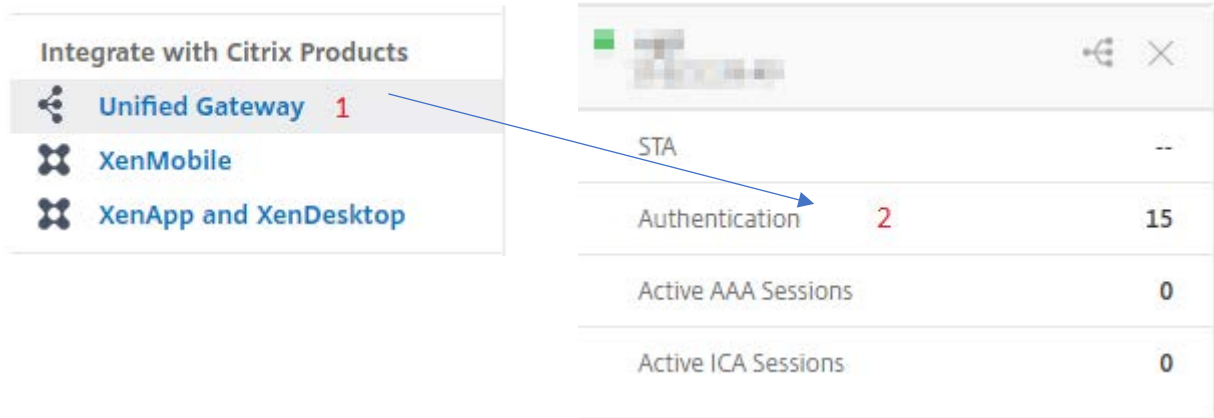 Integrate with Citrix Products
Unified Gateway 1
XenMobile
XenApp and XenDesktop
STA --
Authentication 2 15
Active AAA Sessions 0
Active ICA Sessions 0